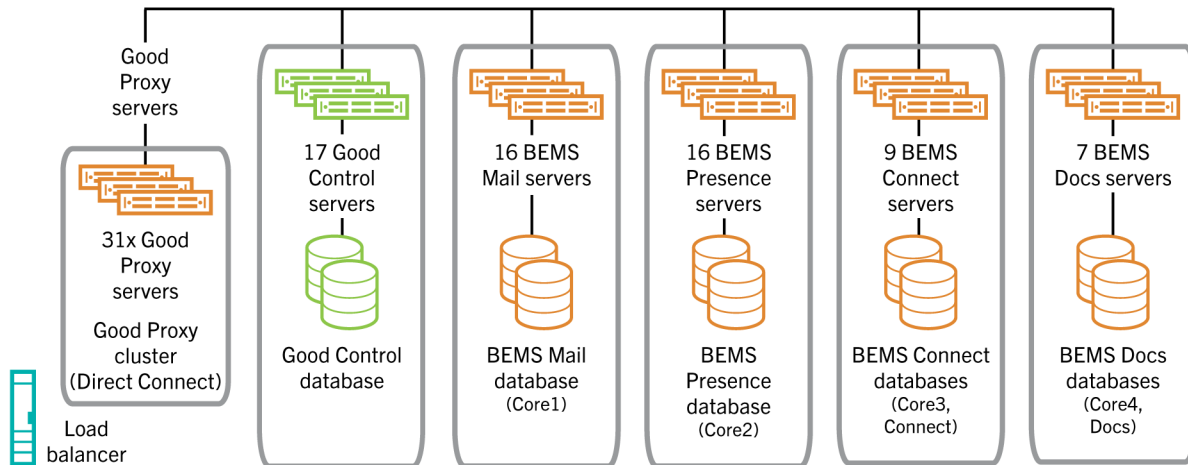 Good
Proxy
servers
31x Good
Proxy
servers
Good Proxy
cluster
(Direct Connect)
Load
balancer
17 Good
Control
servers
Good Control
database
16 BEMS
Mail servers
BEMS Mail
database
(Core1)
16 BEMS
Presence
servers
BEMS
Presence
database
(Core2)
9 BEMS
Connect
servers
BEMS Connect
databases
(Core3,
Connect)
7 BEMS
Docs servers
BEMS Docs
databases
(Core4,
Docs)